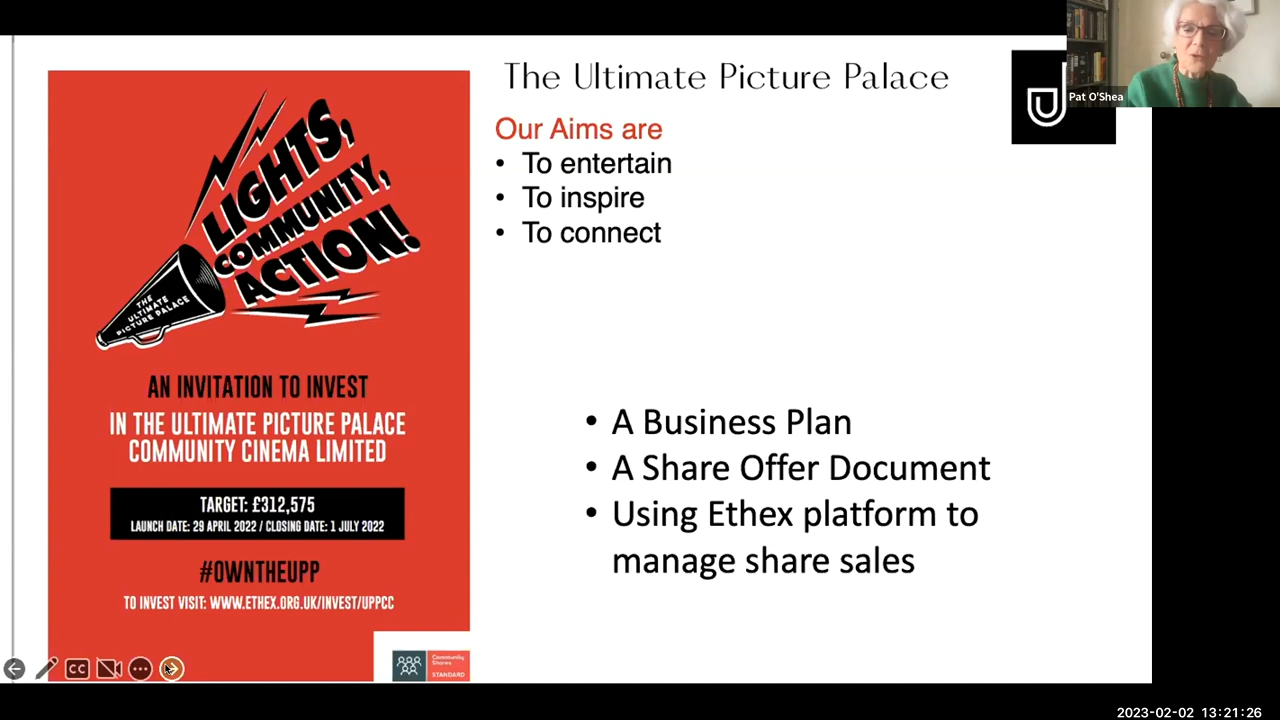 The Ultimate Picture Palace
Pat O'Shea
Our Aims are
• To entertain
• To inspire
• To connect
LIGHTS,
COMMUNITY,
ACTION!
THE
ULTIMATE
PICTURE PALACE
AN INVITATION TO INVEST
IN THE ULTIMATE PICTURE PALACE
COMMUNITY CINEMA LIMITED
TARGET: £312,575
LAUNCH DATE: 29 APRIL 2022 / CLOSING DATE: 1 JULY 2022
#OWNTHEUPP
TO INVEST VISIT: WWW.ETHEX.ORG.UK/INVEST/UPPCC
• A Business Plan
• A Share Offer Document
• Using Ethex platform to
manage share sales
Community
Shares
STANDARD
CC
2023-02-02 13:21:26